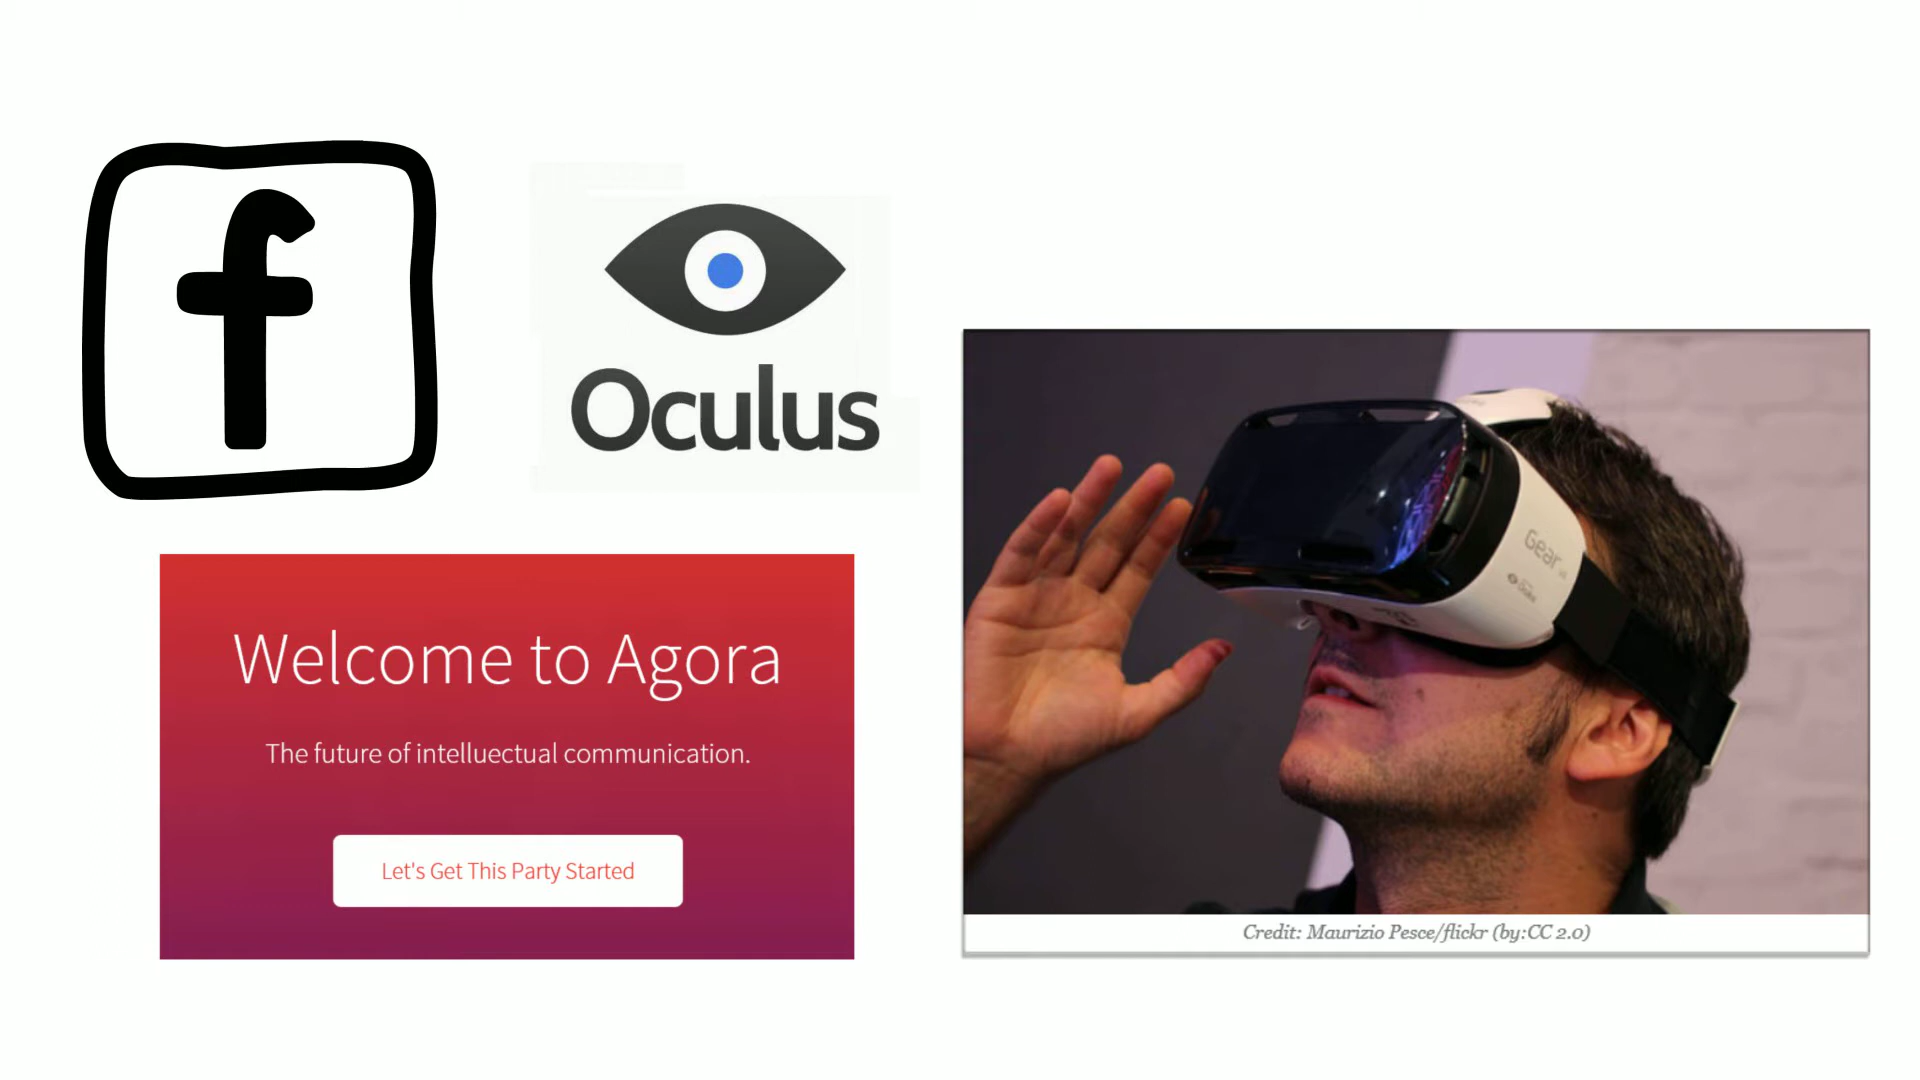 f
Oculus
Welcome to Agora
The future of intelluectual communication.
Let's Get This Party Started
Gear
Credit: Maurizio Pesce/flickr (by:CC 2.0)